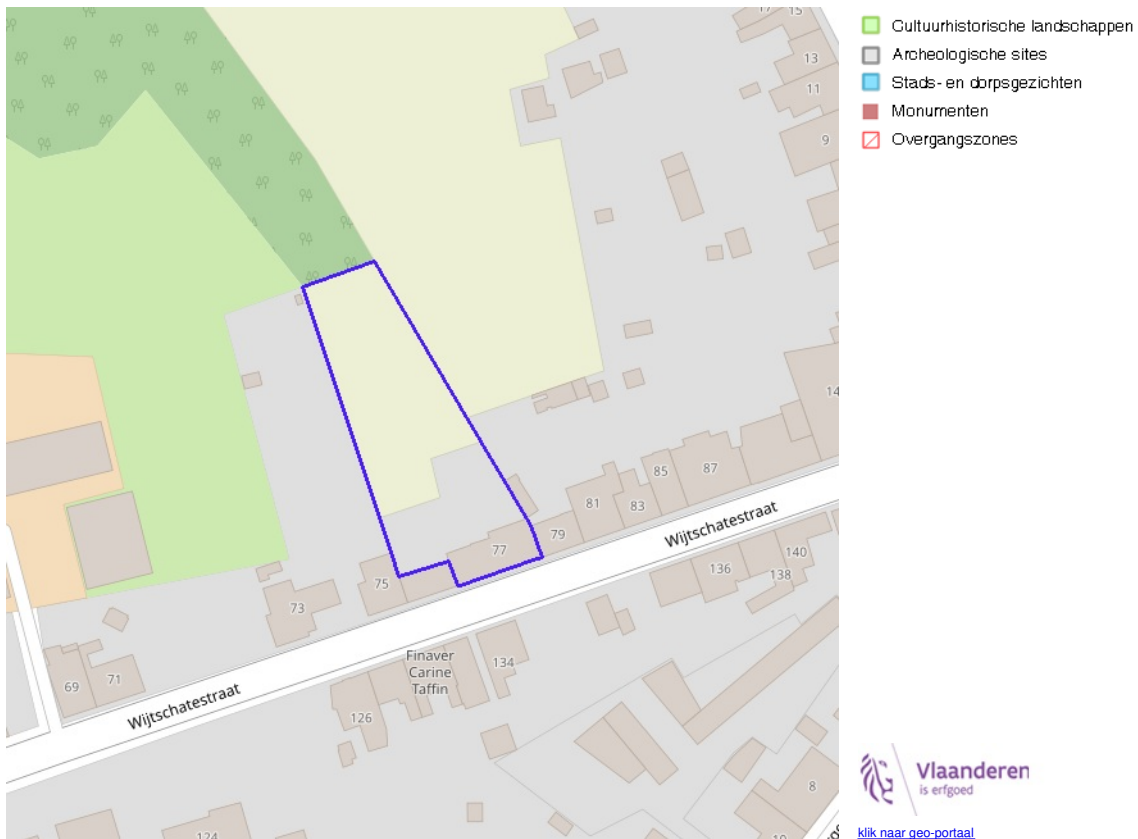 Cultuurhistorische landschappen
Archeologische sites
Stads- en dorpsgezichten
Monumenten
Overgangszones
15
13
11
9
14
85
87
81
83
79
77
75
73
71
69
Wijtschatestraat
Wijtschatestraat
136
140
138
134
Finaver
Carine
Taffin
126
124
8
Vlaanderen
is erfgoed
klik naar geo-portaal